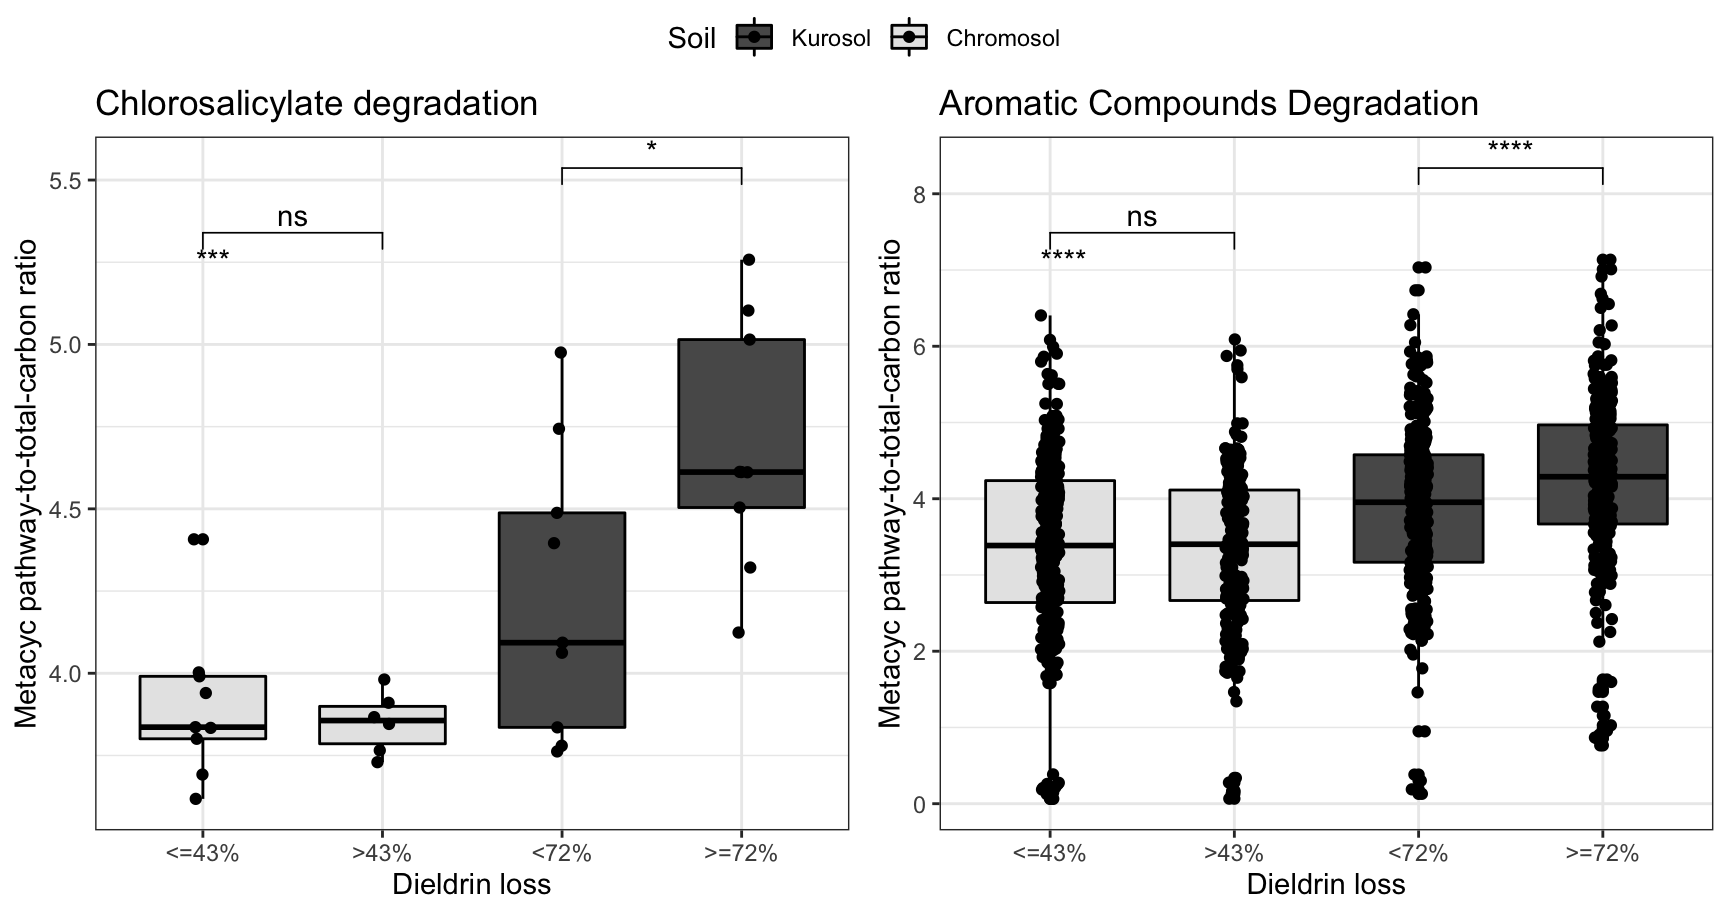 Soil Kurosol Chromosol
Chlorosalicylate degradation
Metacyc pathway-to-total-carbon ratio
5.5
5.0
4.5
4.0
*
ns
***
<=43% >43% <72% >=72%
Dieldrin loss
Aromatic Compounds Degradation
Metacyc pathway-to-total-carbon ratio
8
6
4
2
0
****
ns
****
<=43% >43% <72% >=72%
Dieldrin loss